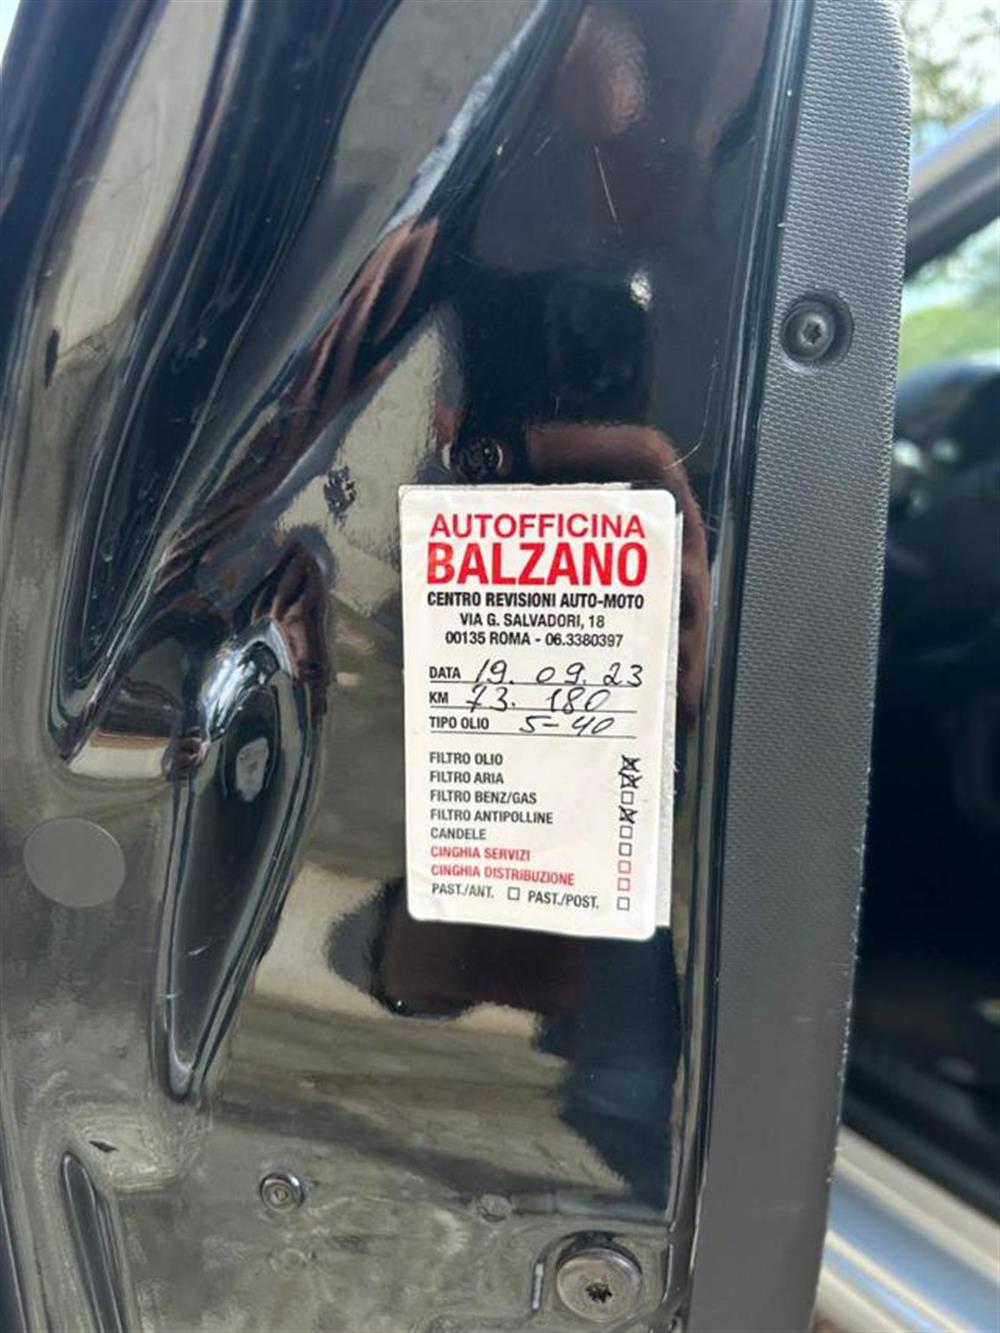 AUTOFFICINA
BALZANO
CENTRO REVISIONI AUTO-MOTO
VIA G. SALVADORI, 18
00135 ROMA - 06.3380397
DATA 19.09.23
KM 73.180
TIPO OLIO 5-40
FILTRO OLIO
FILTRO ARIA
FILTRO BENZ/GAS
FILTRO ANTIPOLLINE
CANDELE
CINGHIA SERVIZI
CINGHIA DISTRIBUZIONE
PAST./ANT. PAST./POST.